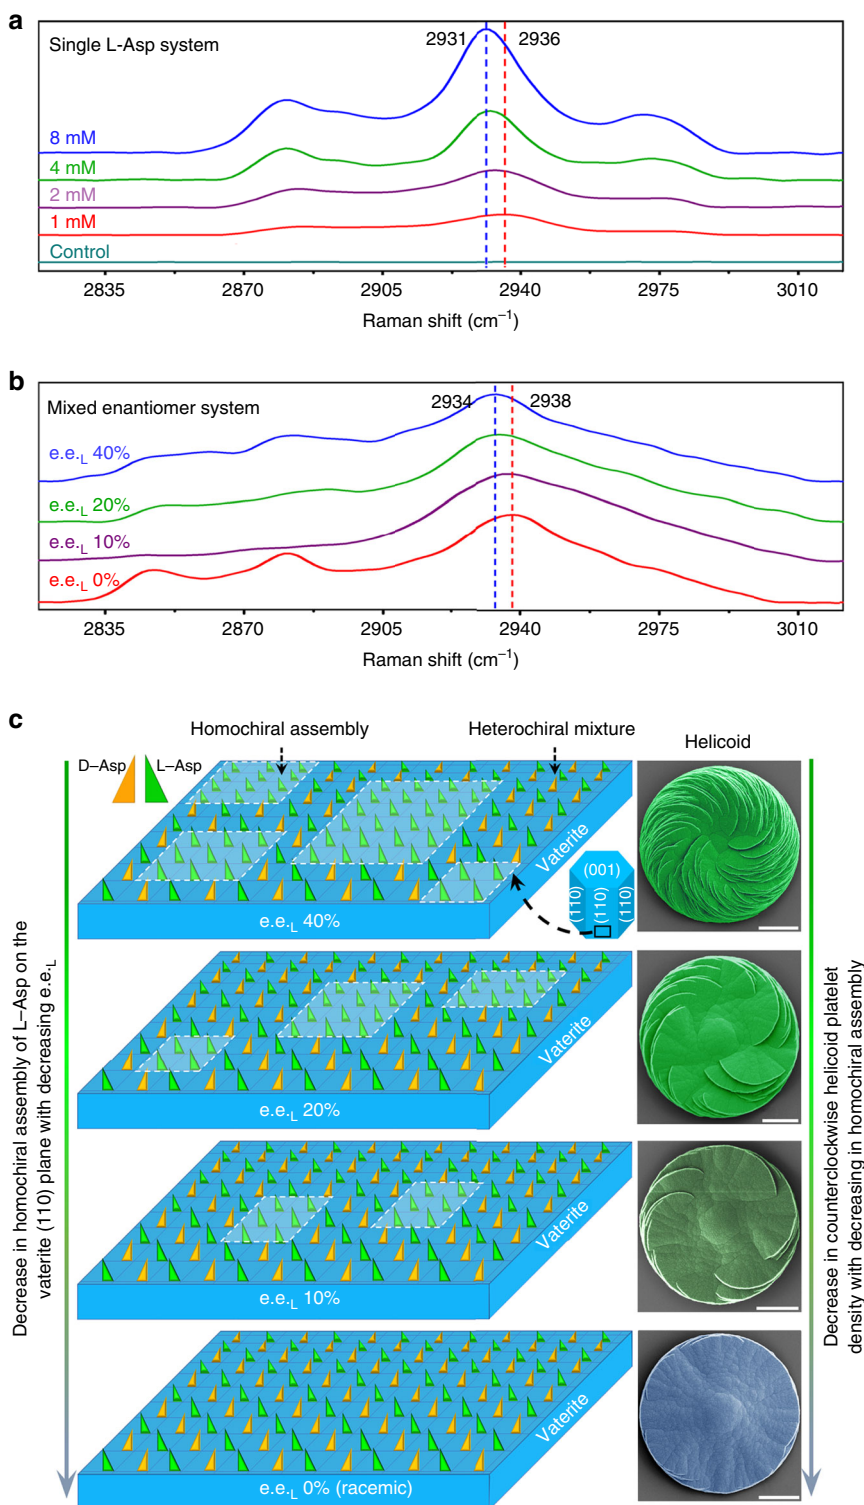 a
Single L-Asp system
2931
2936
8 mM
4 mM
2 mM
1 mM
Control
2835 2870 2905 2940 2975 3010
Raman shift (cm⁻¹)
b
Mixed enantiomer system
2934
2938
e.e.L 40%
e.e.L 20%
e.e.L 10%
e.e.L 0%
2835 2870 2905 2940 2975 3010
Raman shift (cm⁻¹)
c
Homochiral assembly
Heterochiral mixture
Helicoid
D–Asp
L–Asp
Vaterite
(001)
(110) (110) (110)
e.e.L 40%
Vaterite
e.e.L 20%
Vaterite
e.e.L 10%
Vaterite
e.e.L 0% (racemic)
Decrease in homochiral assembly of L–Asp on the
vaterite (110) plane with decreasing e.e.L
Decrease in counterclockwise helicoid platelet
density with decreasing in homochiral assembly